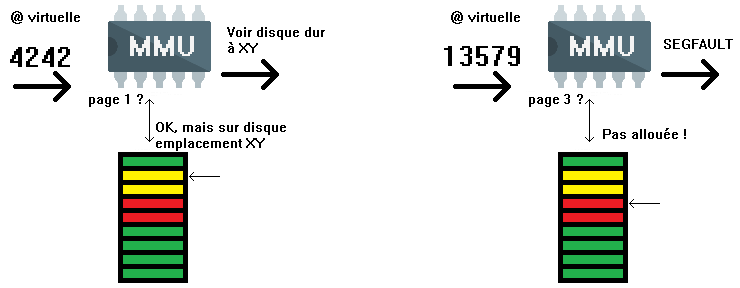 @ virtuelle
4242
MMU
Voir disque dur
à XY
page 1 ?
OK, mais sur disque
emplacement XY
@ virtuelle
13579
MMU
SEGFAULT
page 3 ?
Pas allouée !